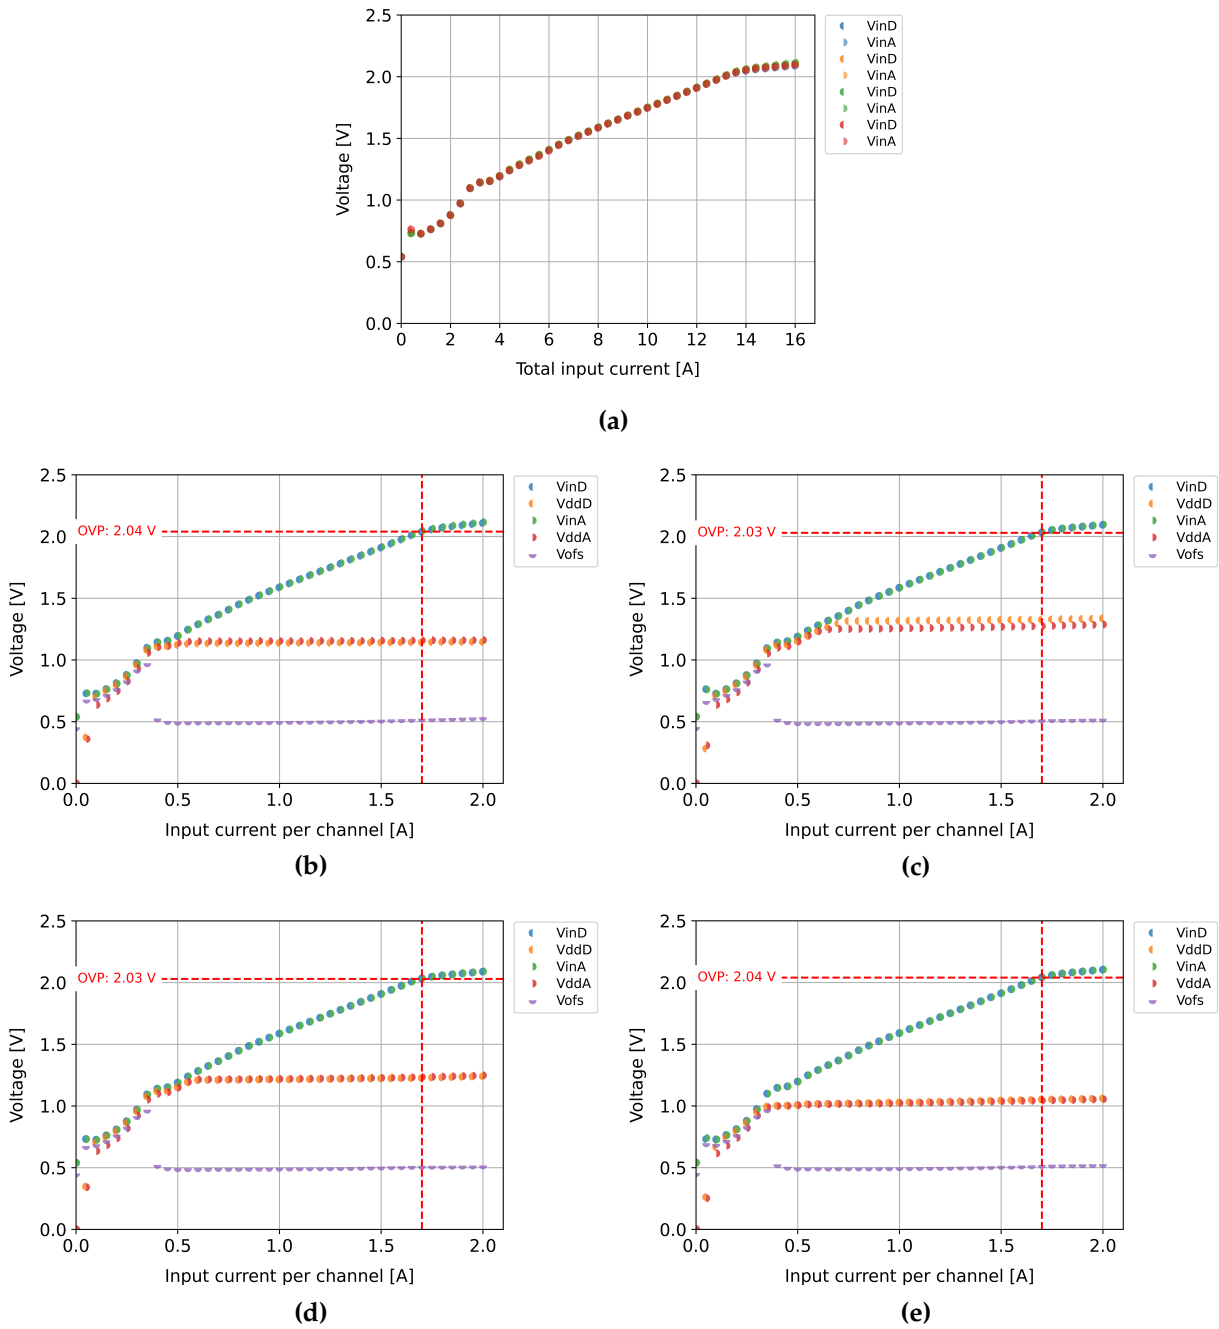 2.5
2.0
1.5
1.0
0.5
0.0
Voltage [V]
0 2 4 6 8 10 12 14 16
Total input current [A]
VinD
VinA
VinD
VinA
VinD
VinA
VinD
VinA
(a)
2.5
2.0
1.5
1.0
0.5
0.0
Voltage [V]
OVP: 2.04 V
0.0 0.5 1.0 1.5 2.0
Input current per channel [A]
VinD
VddD
VinA
VddA
Vofs
(b)
2.5
2.0
1.5
1.0
0.5
0.0
Voltage [V]
OVP: 2.03 V
0.0 0.5 1.0 1.5 2.0
Input current per channel [A]
VinD
VddD
VinA
VddA
Vofs
(c)
2.5
2.0
1.5
1.0
0.5
0.0
Voltage [V]
OVP: 2.03 V
0.0 0.5 1.0 1.5 2.0
Input current per channel [A]
VinD
VddD
VinA
VddA
Vofs
(d)
2.5
2.0
1.5
1.0
0.5
0.0
Voltage [V]
OVP: 2.04 V
0.0 0.5 1.0 1.5 2.0
Input current per channel [A]
VinD
VddD
VinA
VddA
Vofs
(e)